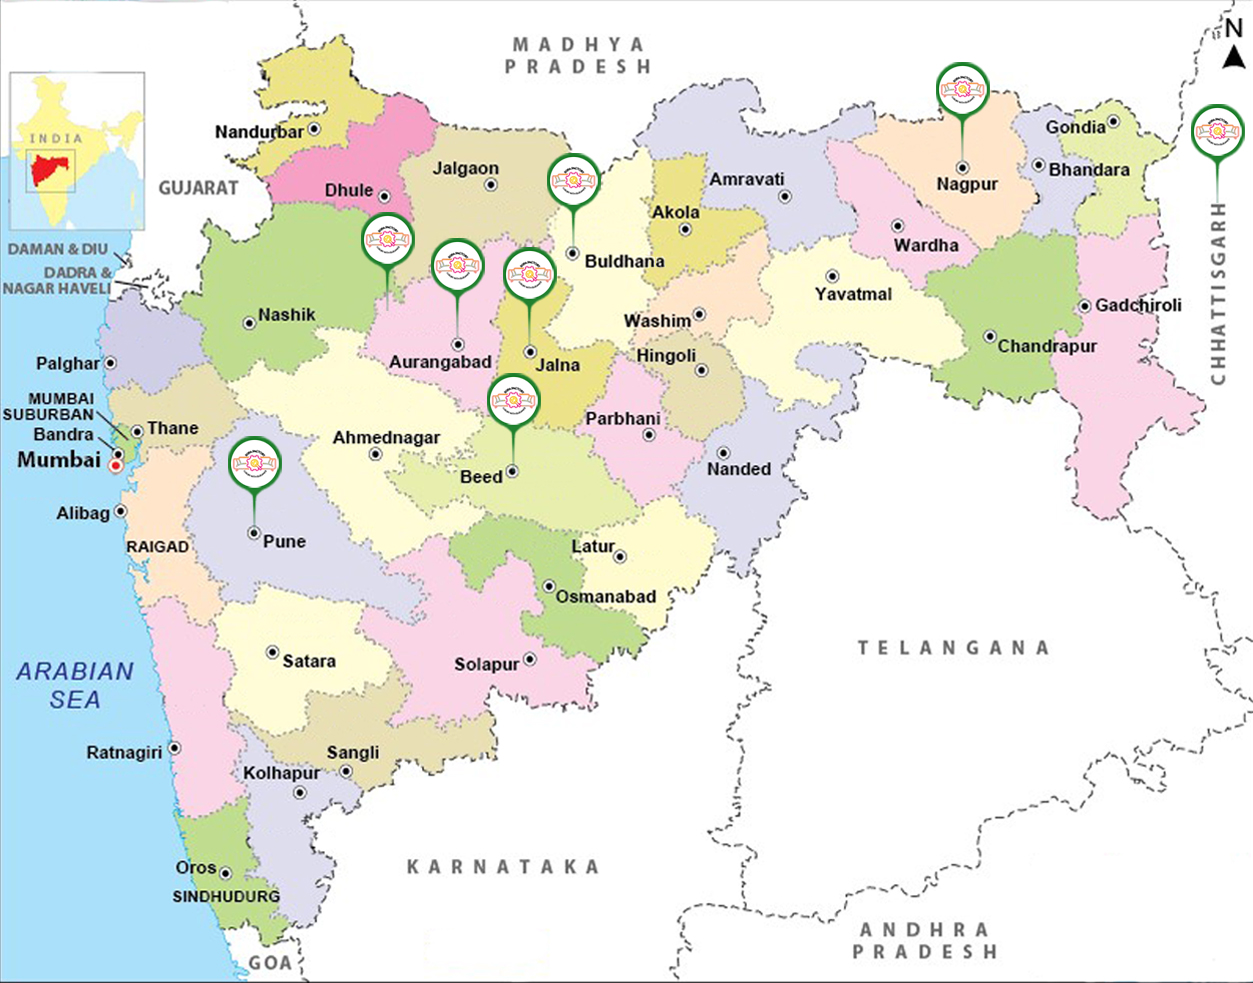 N
MADHYA
PRADESH
INDIA
Nandurbar
GUJARAT
Dhule
Jalgaon
Buldhana
Akola
Amravati
Nagpur
Gondia
Bhandara
Wardha
CHHATTISGARH
DAMAN & DIU
DADRA &
NAGAR HAVELI
Nashik
Aurangabad
Jalna
Washim
Hingoli
Yavatmal
Chandrapur
Gadchiroli
Palghar
MUMBAI
SUBURBAN
Bandra
Mumbai
Thane
Ahmednagar
Beed
Parbhani
Nanded
Alibag
RAIGAD
Pune
Latur
Osmanabad
ARABIAN
SEA
Satara
Solapur
TELANGANA
Ratnagiri
Sangli
Kolhapur
Oros
SINDHUDURG
KARNATAKA
GOA
ANDHRA
PRADESH